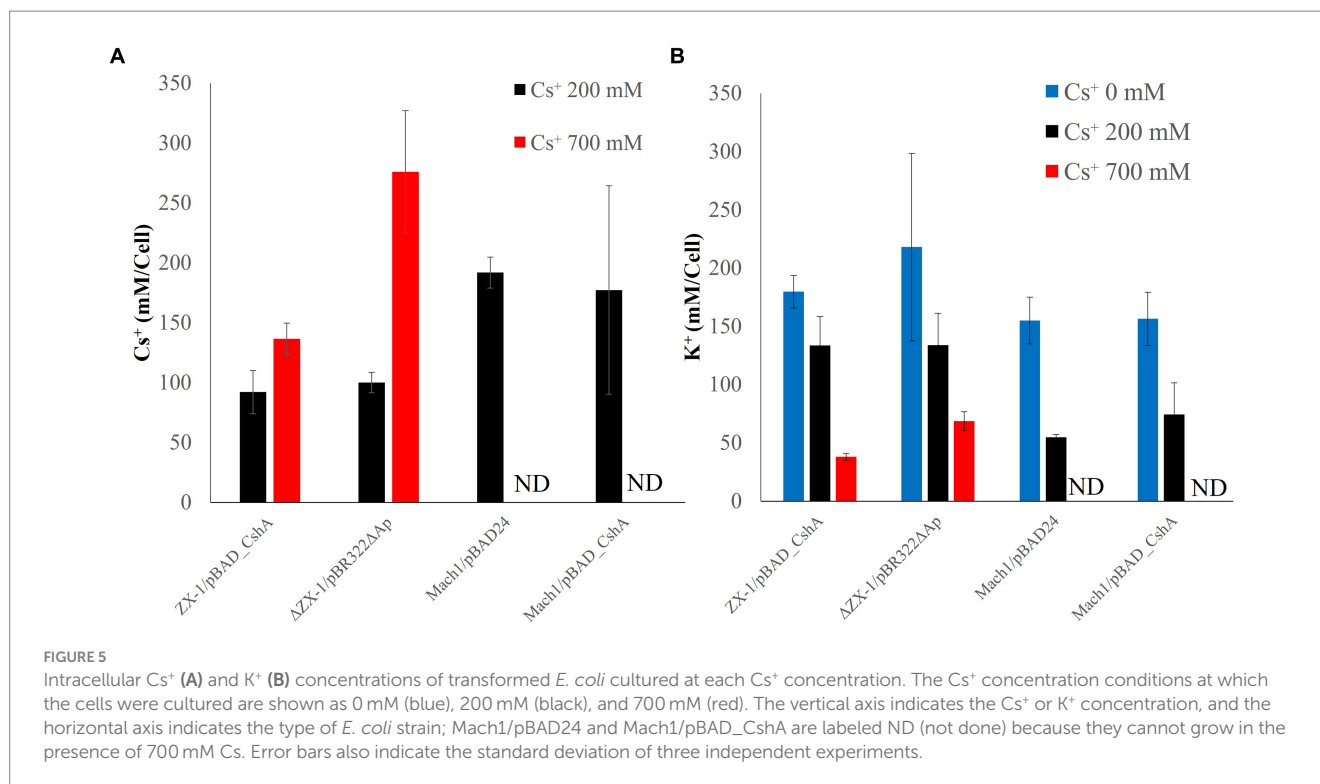 A
350
300
250
200
150
100
50
0
Cs⁺ (mM/Cell)
Cs⁺ 200 mM
Cs⁺ 700 mM
ND
ND
ZX-1/pBAD_CshA
ΔZX-1/pBR322ΔAp
Mach1/pBAD24
Mach1/pBAD_CshA
B
350
300
250
200
150
100
50
0
K⁺ (mM/Cell)
Cs⁺ 0 mM
Cs⁺ 200 mM
Cs⁺ 700 mM
ND
ND
ZX-1/pBAD_CshA
ΔZX-1/pBR322ΔAp
Mach1/pBAD24
Mach1/pBAD_CshA
FIGURE 5
Intracellular Cs⁺ (A) and K⁺ (B) concentrations of transformed E. coli cultured at each Cs⁺ concentration. The Cs⁺ concentration conditions at which
the cells were cultured are shown as 0 mM (blue), 200 mM (black), and 700 mM (red). The vertical axis indicates the Cs⁺ or K⁺ concentration, and the
horizontal axis indicates the type of E. coli strain; Mach1/pBAD24 and Mach1/pBAD_CshA are labeled ND (not done) because they cannot grow in the
presence of 700 mM Cs. Error bars also indicate the standard deviation of three independent experiments.